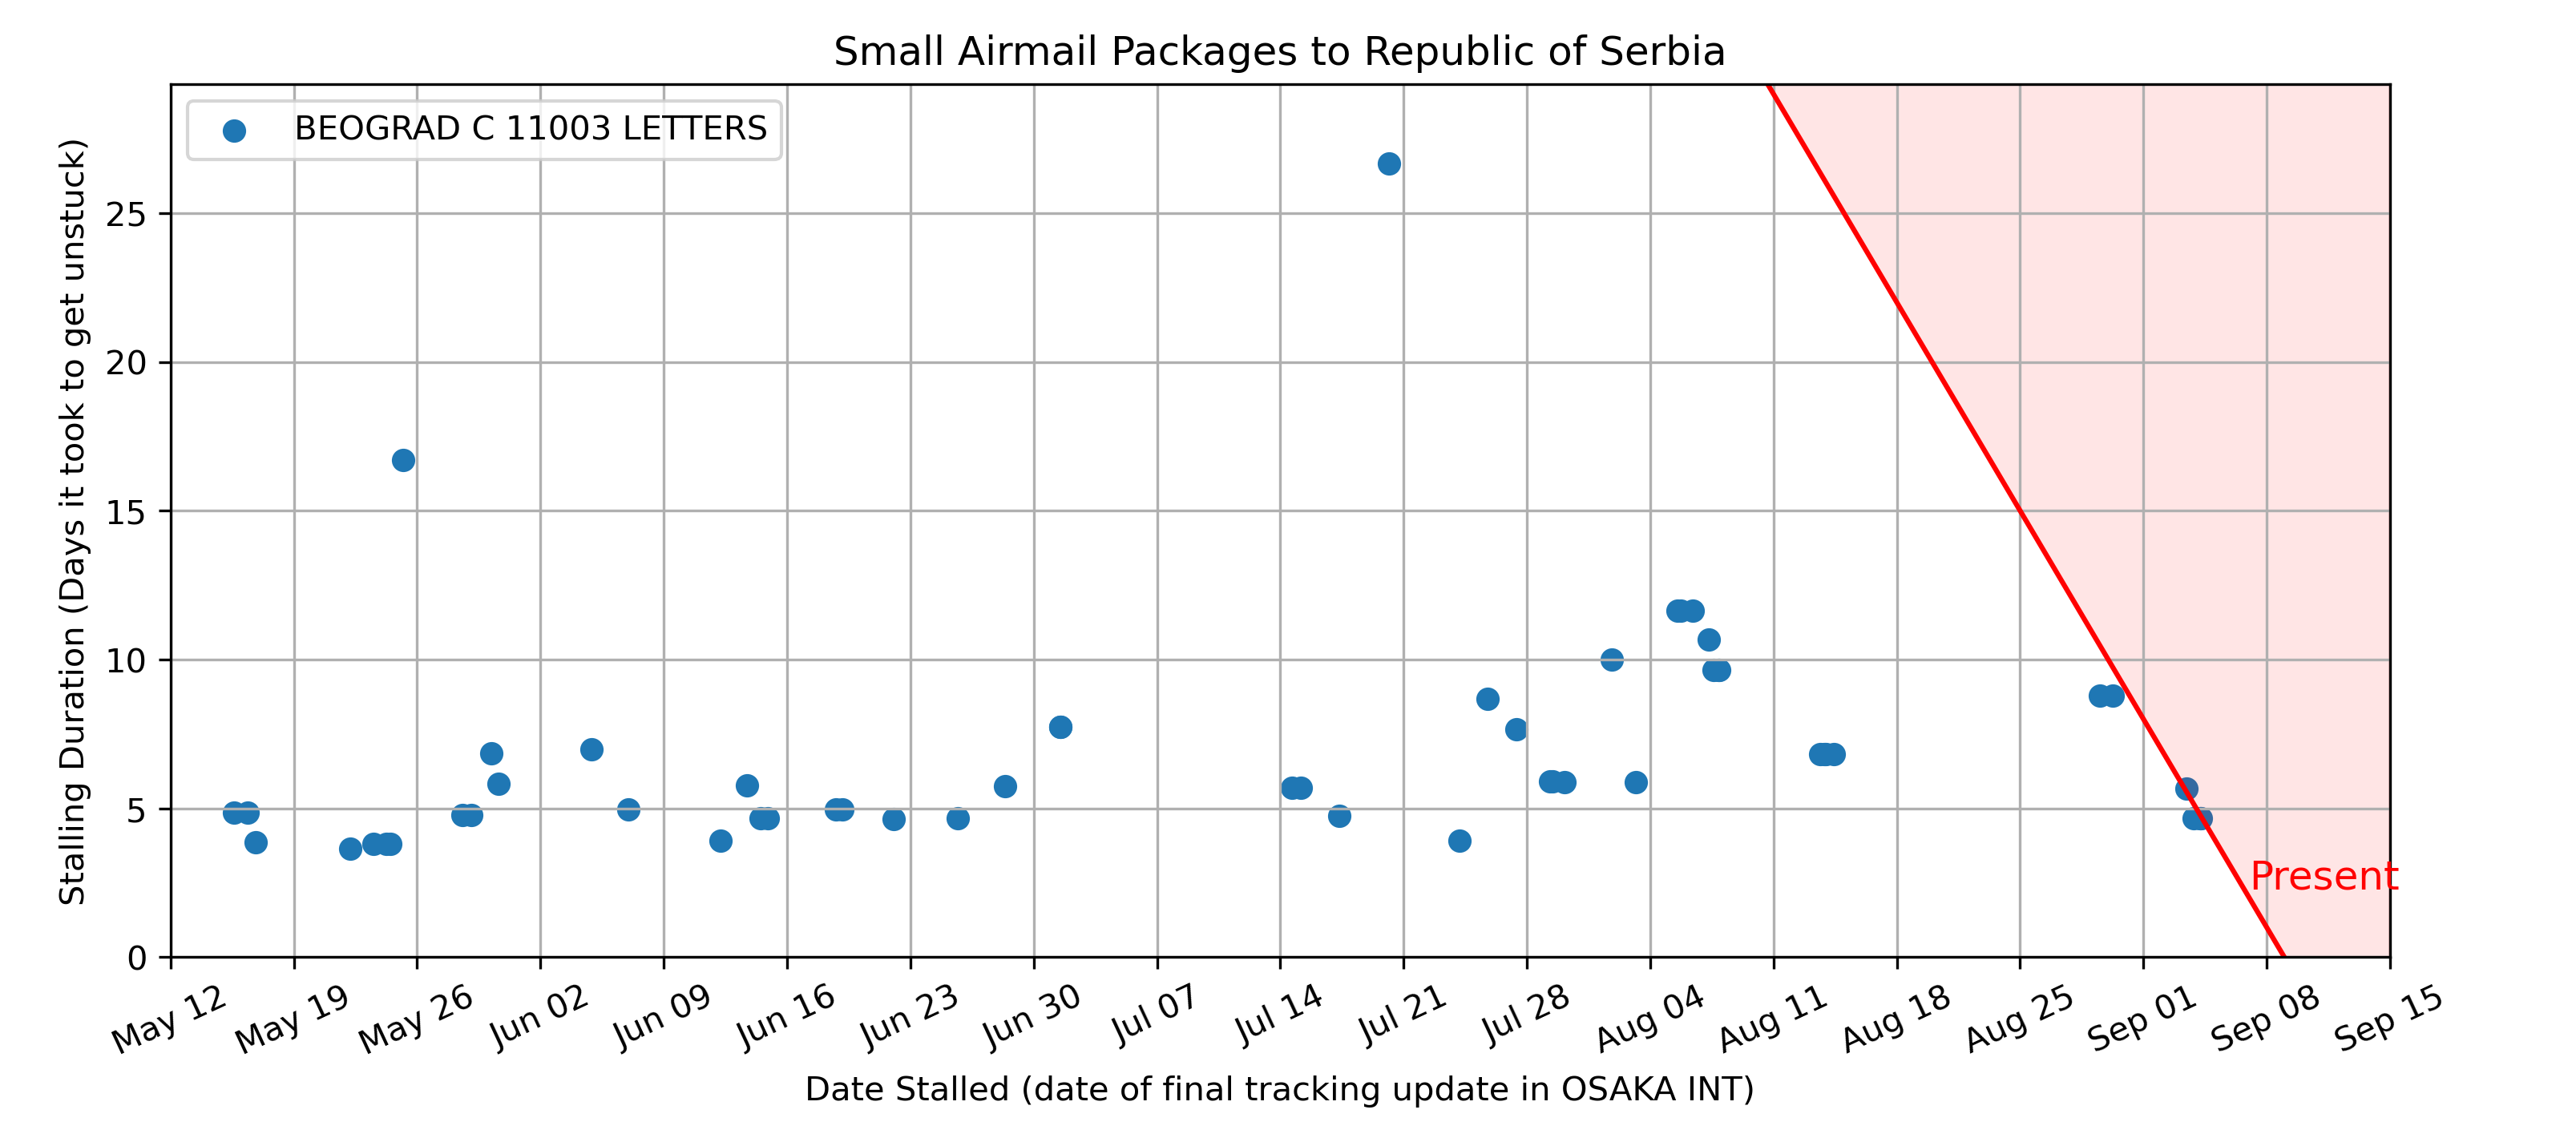 Small Airmail Packages to Republic of Serbia
BEOGRAD C 11003 LETTERS
Stalling Duration (Days it took to get unstuck)
25
20
15
10
5
0
Present
May 12
May 19
May 26
Jun 02
Jun 09
Jun 16
Jun 23
Jun 30
Jul 07
Jul 14
Jul 21
Jul 28
Aug 04
Aug 11
Aug 18
Aug 25
Sep 01
Sep 08
Sep 15
Date Stalled (date of final tracking update in OSAKA INT)